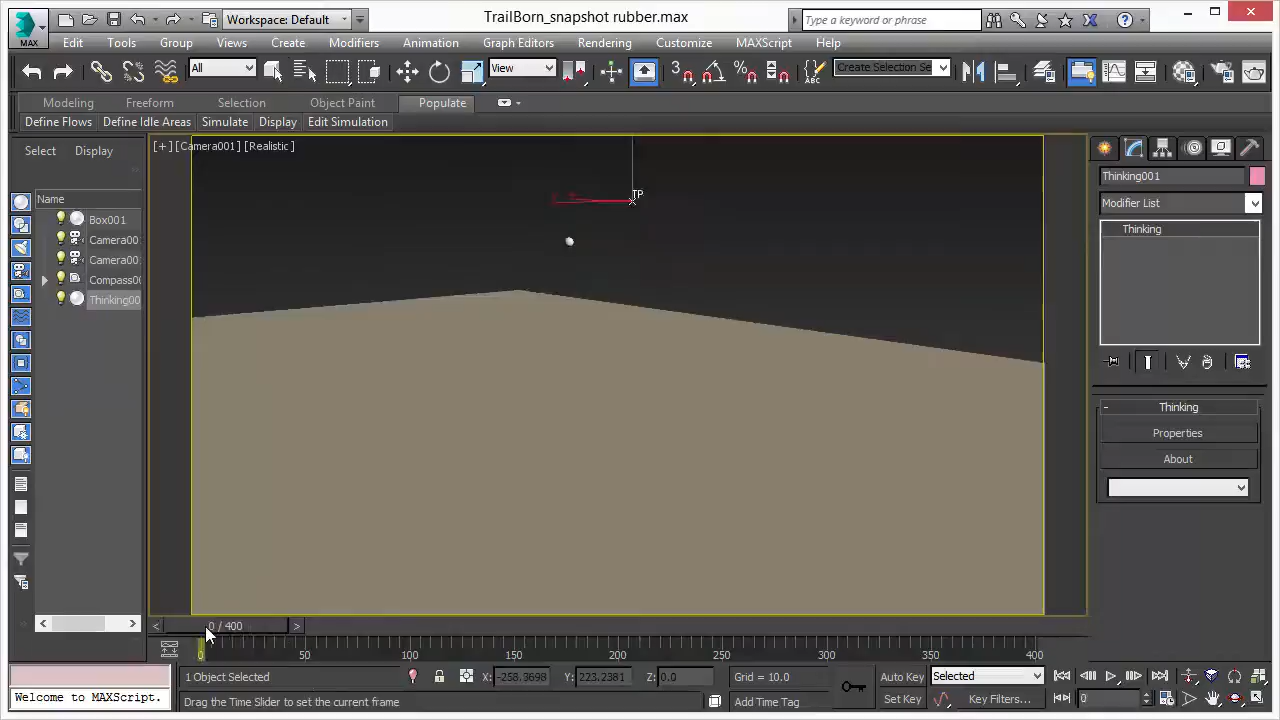 MAX
Workspace: Default
TrailBorn_snapshot rubber.max
Type a keyword or phrase
Edit Tools Group Views Create Modifiers Animation Graph Editors Rendering Customize MAXScript Help
All
View
3
ABC
Create Selection Se
Modeling Freeform Selection Object Paint Populate
Define Flows Define Idle Areas Simulate Display Edit Simulation
Select Display
[+] [Camera001] [Realistic]
TP
Name
Box001
Camera00
Camera00
Compass00
Thinking00
Thinking001
Modifier List
Thinking
- Thinking
Properties
About
< 0 / 400 >
0 50 100 150 200 250 300 350 400
1 Object Selected
X: -258.3698 Y: 223.2381 Z: 0.0
Grid = 10.0
Auto Key
Selected
Welcome to MAXScript.
Drag the Time Slider to set the current frame
Add Time Tag
Set Key
Key Filters...
0